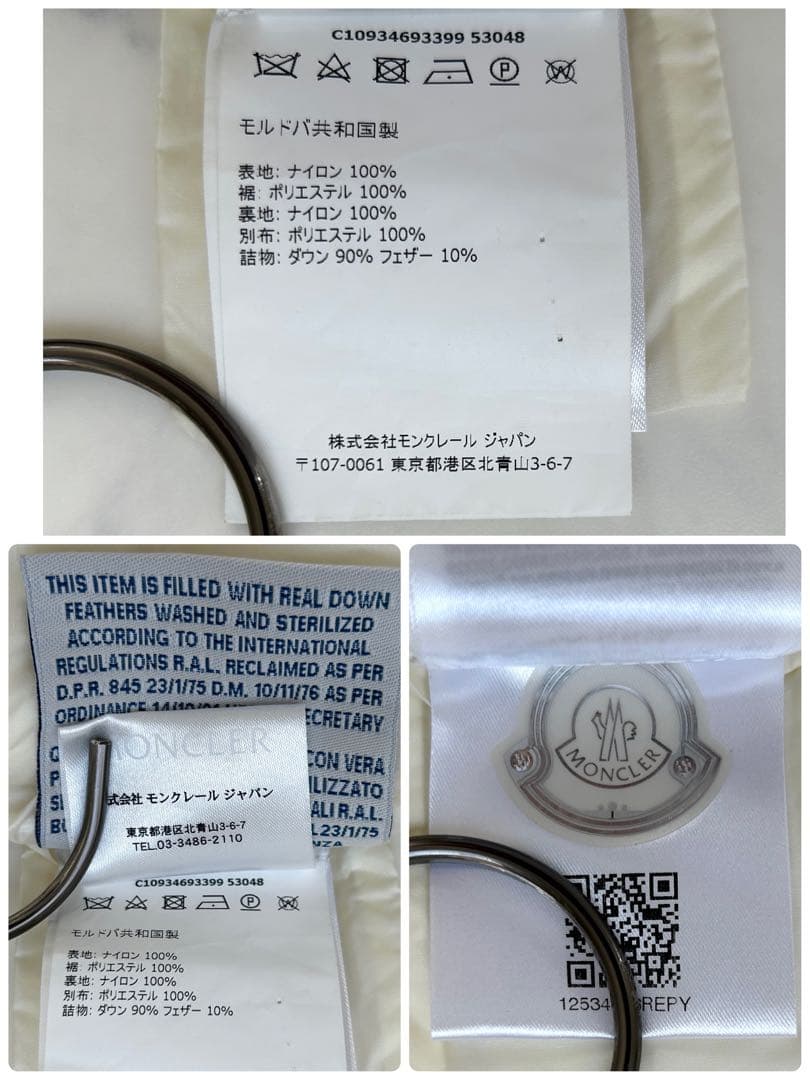 C10934693399 53048
P
W
モルドバ共和国製
表地: ナイロン 100%
裾: ポリエステル 100%
裏地: ナイロン 100%
別布: ポリエステル 100%
詰物: ダウン 90% フェザー 10%
株式会社モンクレール ジャパン
〒107-0061 東京都港区北青山3-6-7
THIS ITEM IS FILLED WITH REAL DOWN
FEATHERS WASHED AND STERILIZED
ACCORDING TO THE INTERNATIONAL
REGULATIONS R.A.L. RECLAIMED AS PER
D.P.R. 845 23/1/75 D.M. 10/11/76 AS PER
ORDINANCE
CON VERA
MONCLER
式会社 モンクレール ジャパン
ALI R.A.L.
東京都港区北青山3-6-7
TEL.03-3486-2110
23/1/75
C10934693399 53048
P
W
モルドバ共和国製
表地: ナイロン 100%
裾: ポリエステル 100%
裏地: ナイロン 100%
別布: ポリエステル 100%
詰物: ダウン 90% フェザー 10%
MONCLER